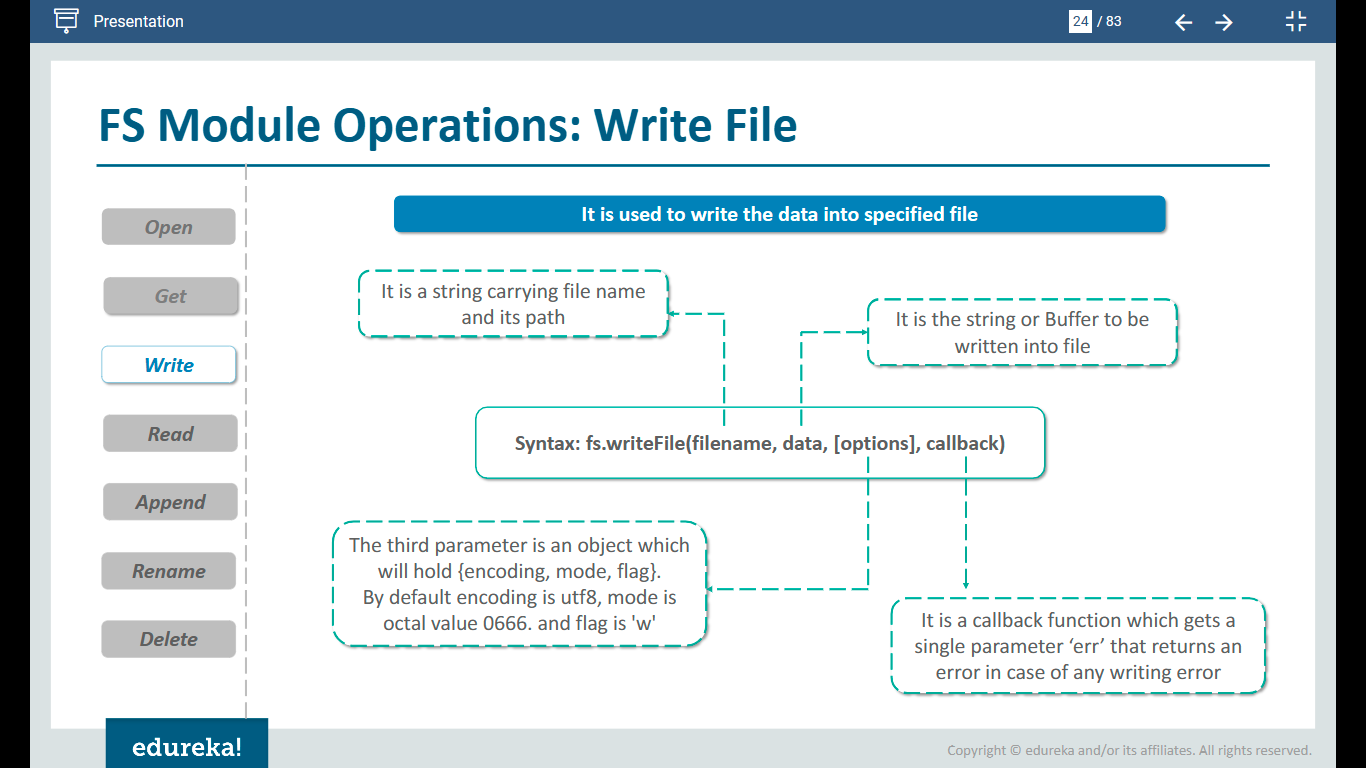 Presentation
24 / 83
FS Module Operations: Write File
Open
Get
Write
Read
Append
Rename
Delete
It is used to write the data into specified file
It is a string carrying file name
and its path
It is the string or Buffer to be
written into file
Syntax: fs.writeFile(filename, data, [options], callback)
The third parameter is an object which
will hold {encoding, mode, flag}.
By default encoding is utf8, mode is
octal value 0666. and flag is 'w'
It is a callback function which gets a
single parameter ‘err’ that returns an
error in case of any writing error
edureka!
Copyright © edureka and/or its affiliates. All rights reserved.